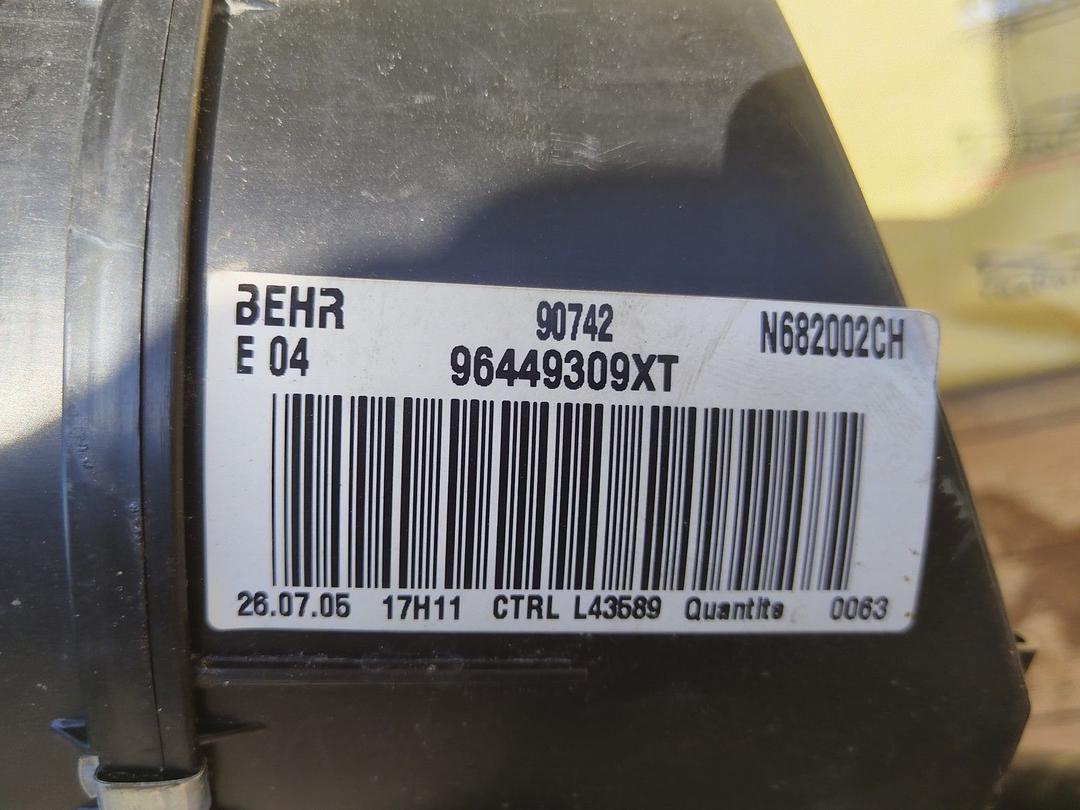 BEHR 90742 N682002CH
E 04 96449309XT
26.07.05 17H11 CTRL L43589 Quantite 0063